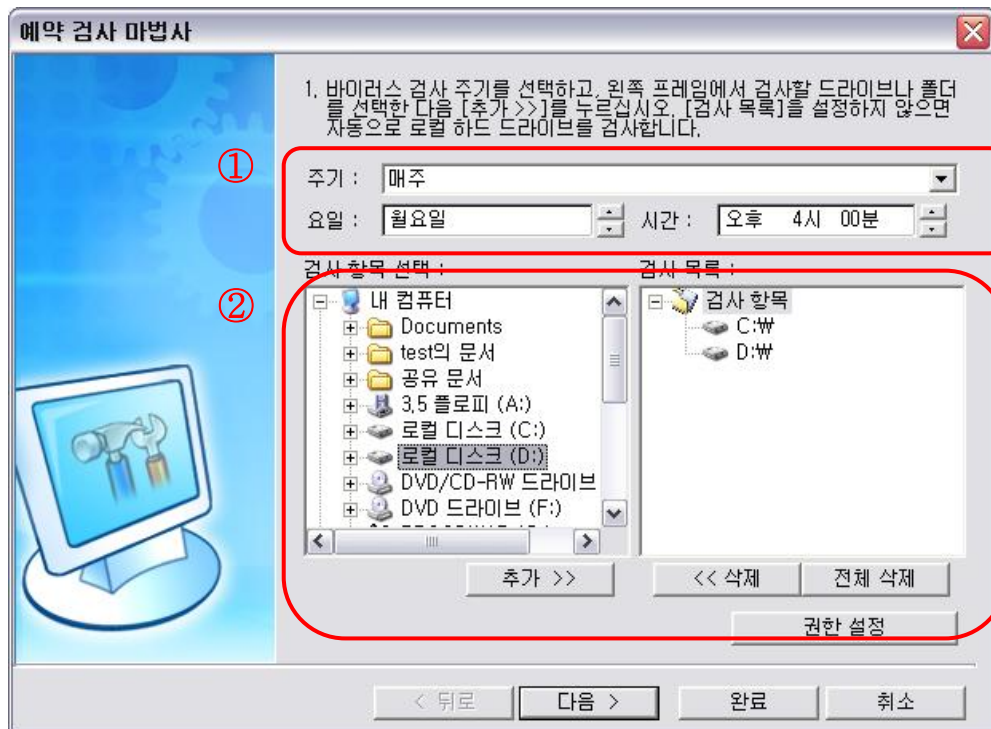 예약 검사 마법사
1. 바이러스 검사 주기를 선택하고, 왼쪽 프레임에서 검사할 드라이브나 폴더
를 선택한 다음 [추가 >>]를 누르십시오. [검사 목록]을 설정하지 않으면
자동으로 로컬 하드 드라이브를 검사합니다.
①
주기 : 매주
요일 : 월요일 시간 : 오후 4시 00분
검사 항목 선택 : 검사 목록 :
②
내 컴퓨터 검사 항목
Documents C:₩
test의 문서 D:₩
공유 문서
3.5 플로피 (A:)
로컬 디스크 (C:)
로컬 디스크 (D:)
DVD/CD-RW 드라이브
DVD 드라이브 (F:)
추가 >> << 삭제 전체 삭제
권한 설정
< 뒤로 다음 > 완료 취소